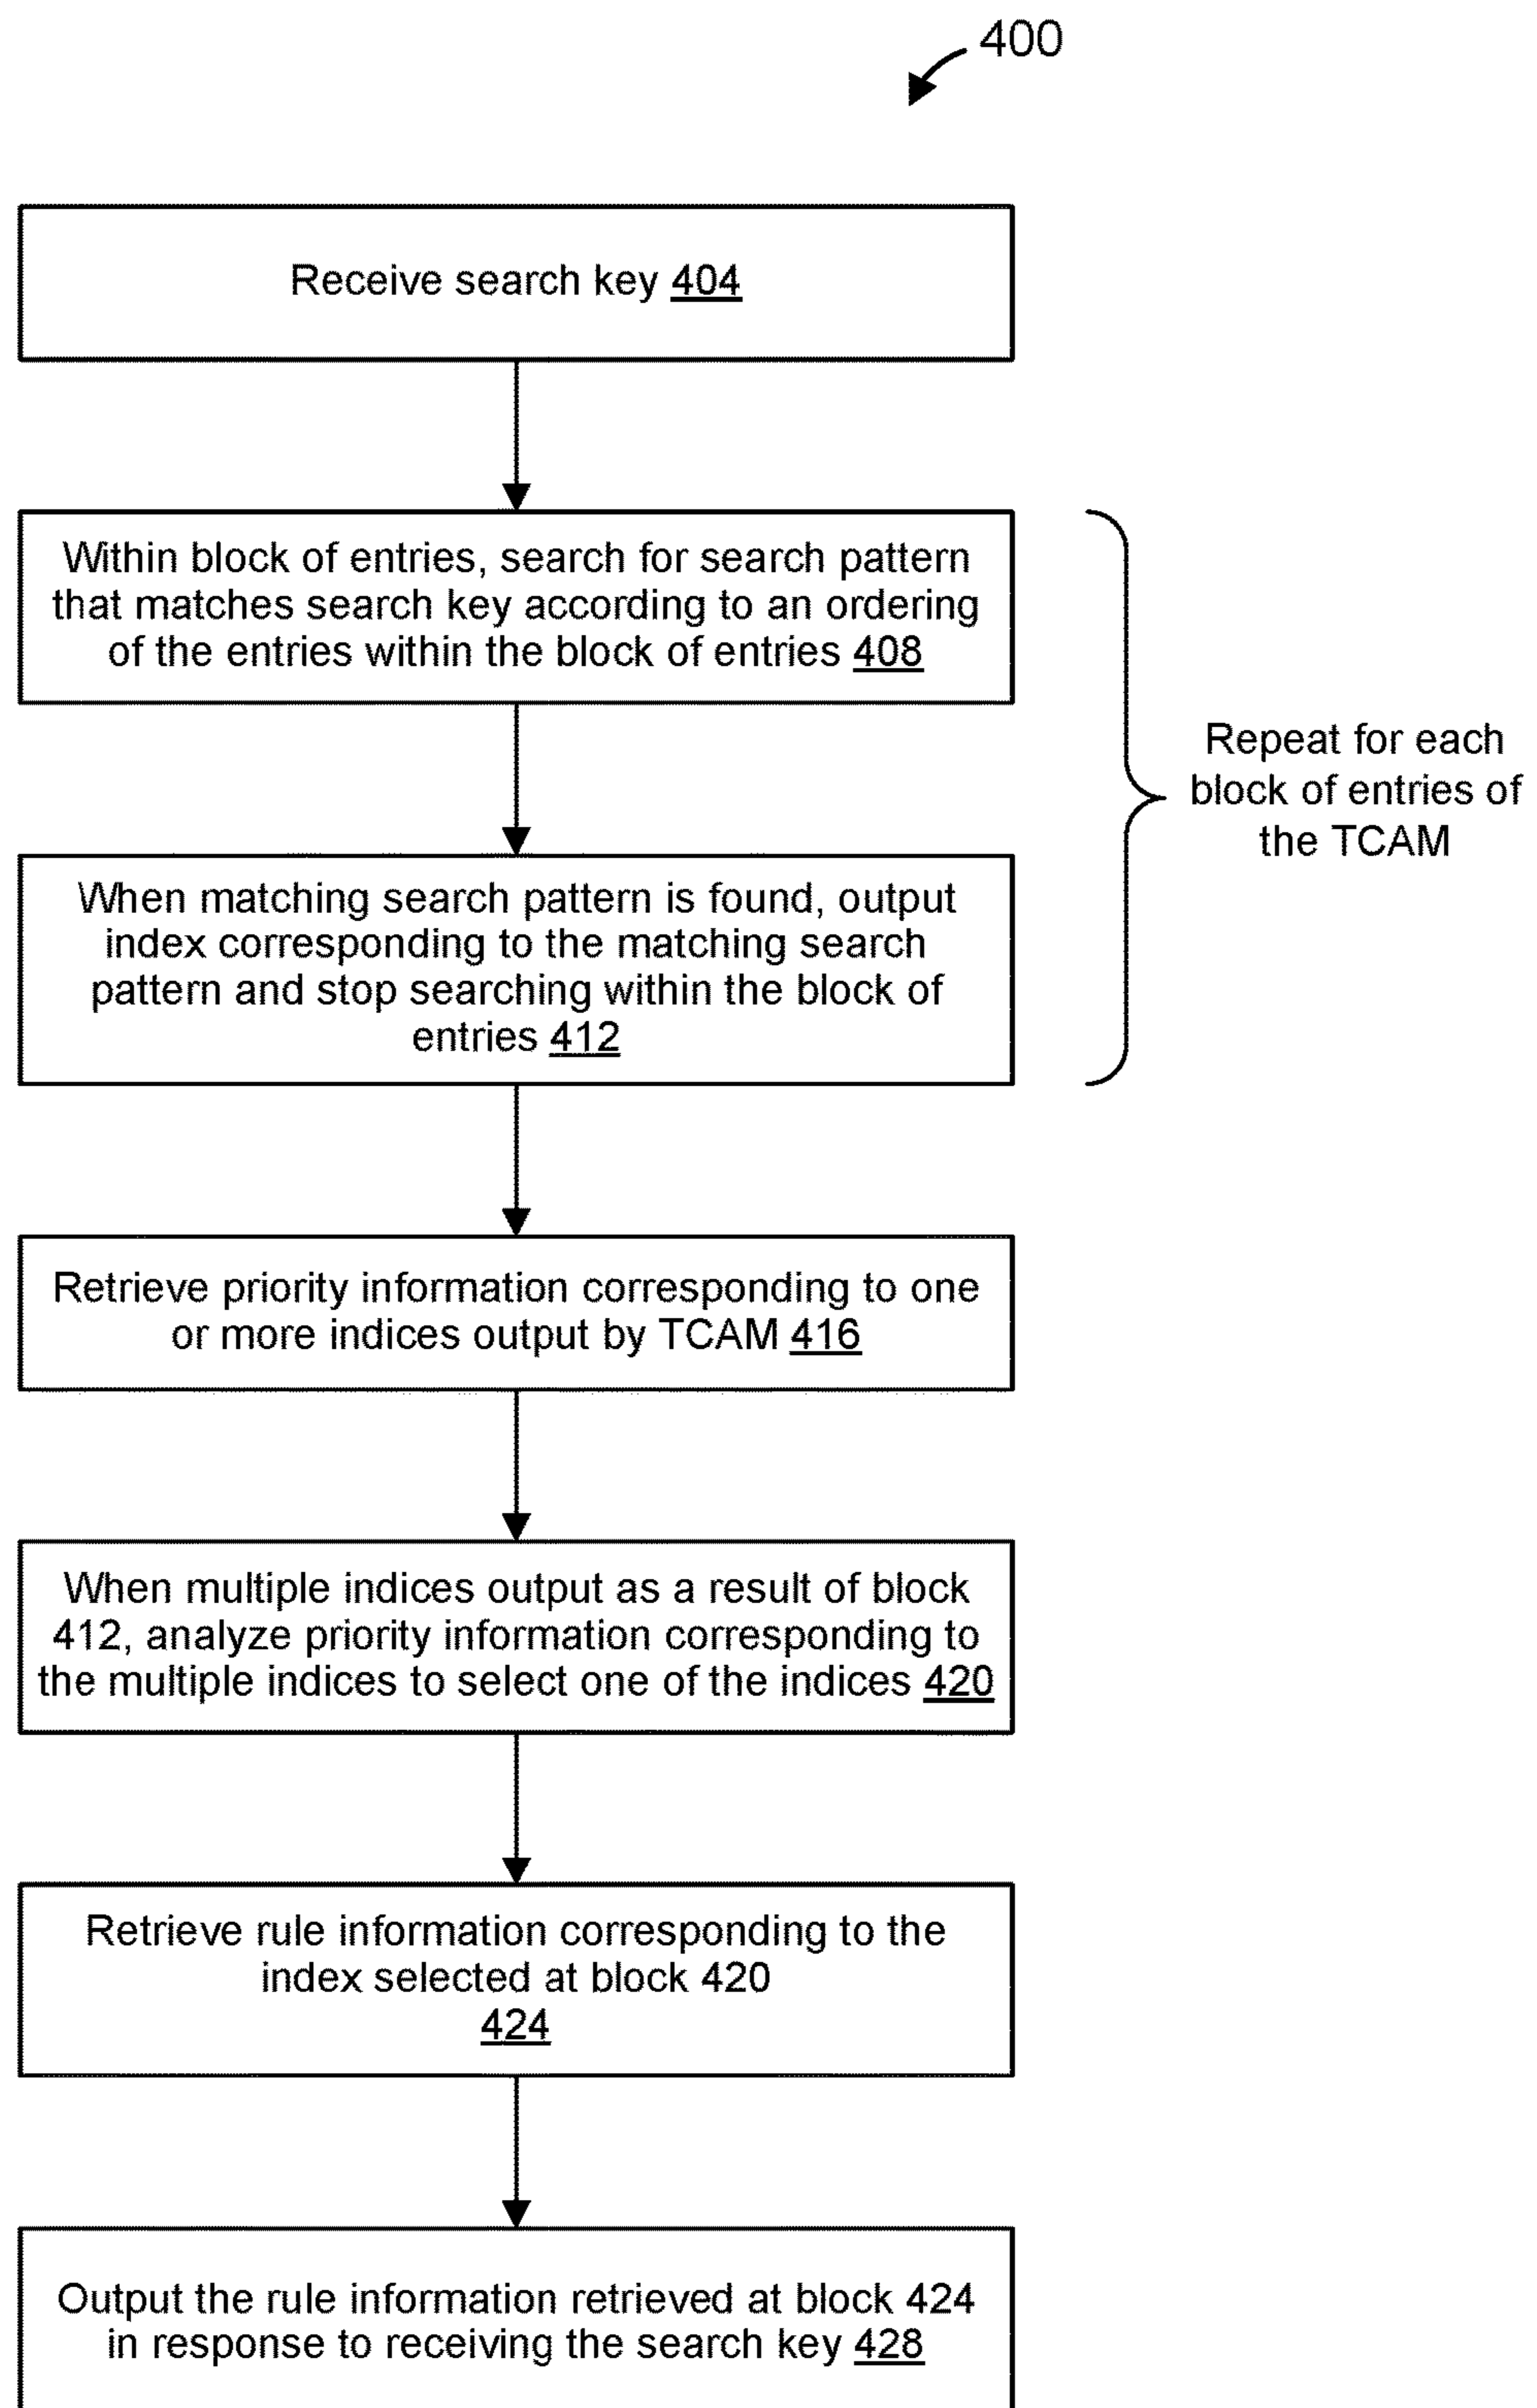 400
Receive search key 404
Within block of entries, search for search pattern
that matches search key according to an ordering
of the entries within the block of entries 408
Repeat for each
block of entries of
the TCAM
When matching search pattern is found, output
index corresponding to the matching search
pattern and stop searching within the block of
entries 412
Retrieve priority information corresponding to one
or more indices output by TCAM 416
When multiple indices output as a result of block
412, analyze priority information corresponding to
the multiple indices to select one of the indices 420
Retrieve rule information corresponding to the
index selected at block 420
424
Output the rule information retrieved at block 424
in response to receiving the search key 428